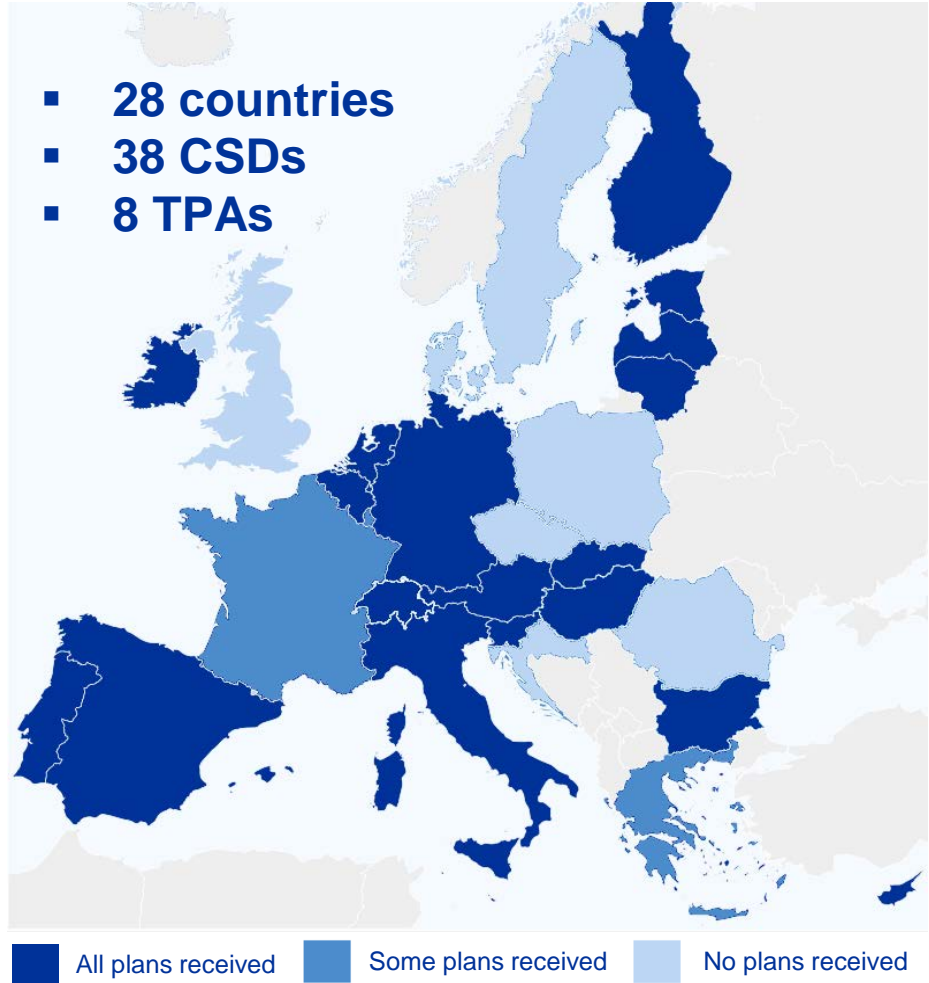 ▪ 28 countries
▪ 38 CSDs
▪ 8 TPAs
All plans received Some plans received No plans received